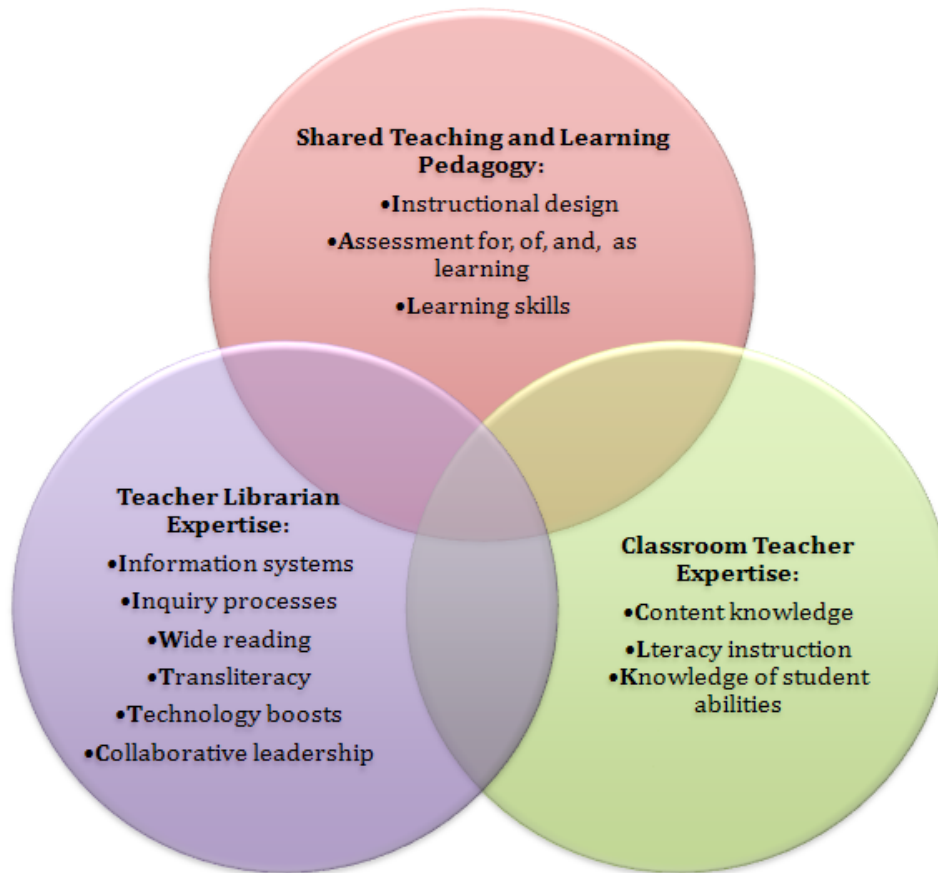 Shared Teaching and Learning
Pedagogy:
•Instructional design
•Assessment for, of, and, as
learning
•Learning skills
Teacher Librarian
Expertise:
•Information systems
•Inquiry processes
•Wide reading
•Transliteracy
•Technology boosts
•Collaborative leadership
Classroom Teacher
Expertise:
•Content knowledge
•Lteracy instruction
•Knowledge of student
abilities